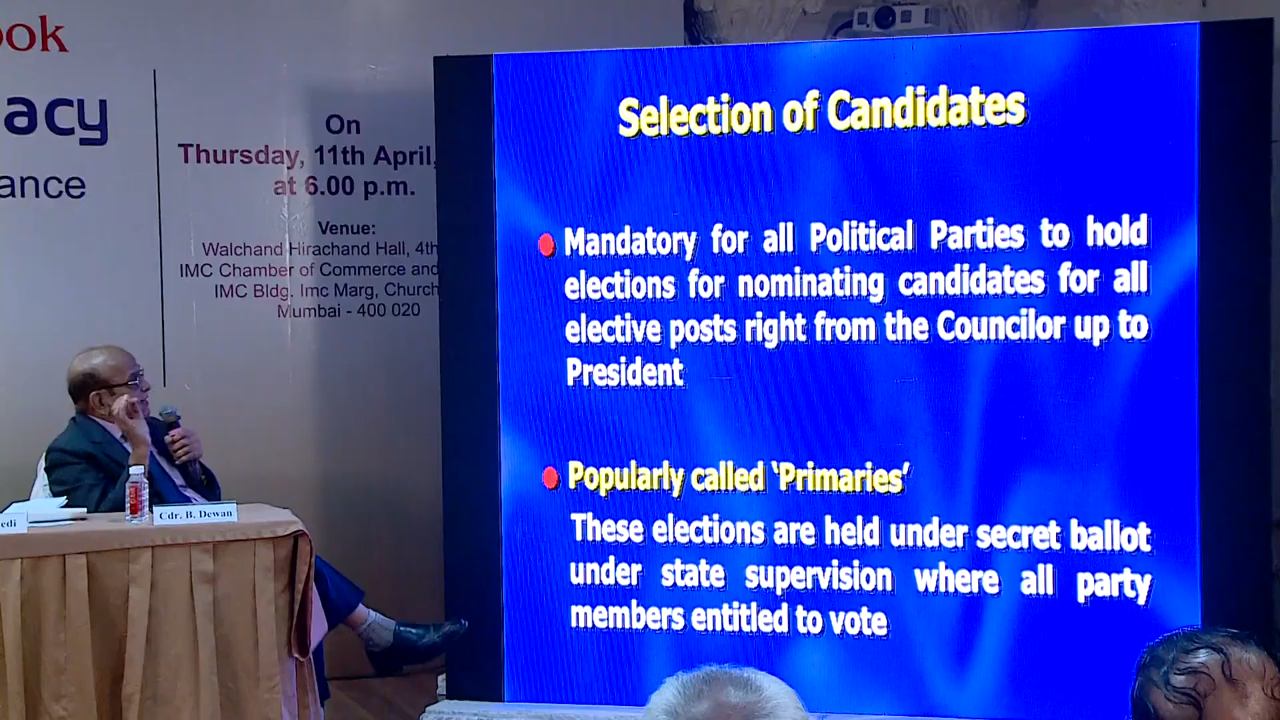 ook
acy
ance
On
Thursday, 11th April,
at 6.00 p.m.
Venue:
Walchand Hirachand Hall, 4th
IMC Chamber of Commerce and
IMC Bldg. Imc Marg, Church
Mumbai - 400 020
edi
Cdr. B. Dewan
Selection of Candidates
Mandatory for all Political Parties to hold
elections for nominating candidates for all
elective posts right from the Councilor up to
President
Popularly called ‘Primaries’
These elections are held under secret ballot
under state supervision where all party
members entitled to vote